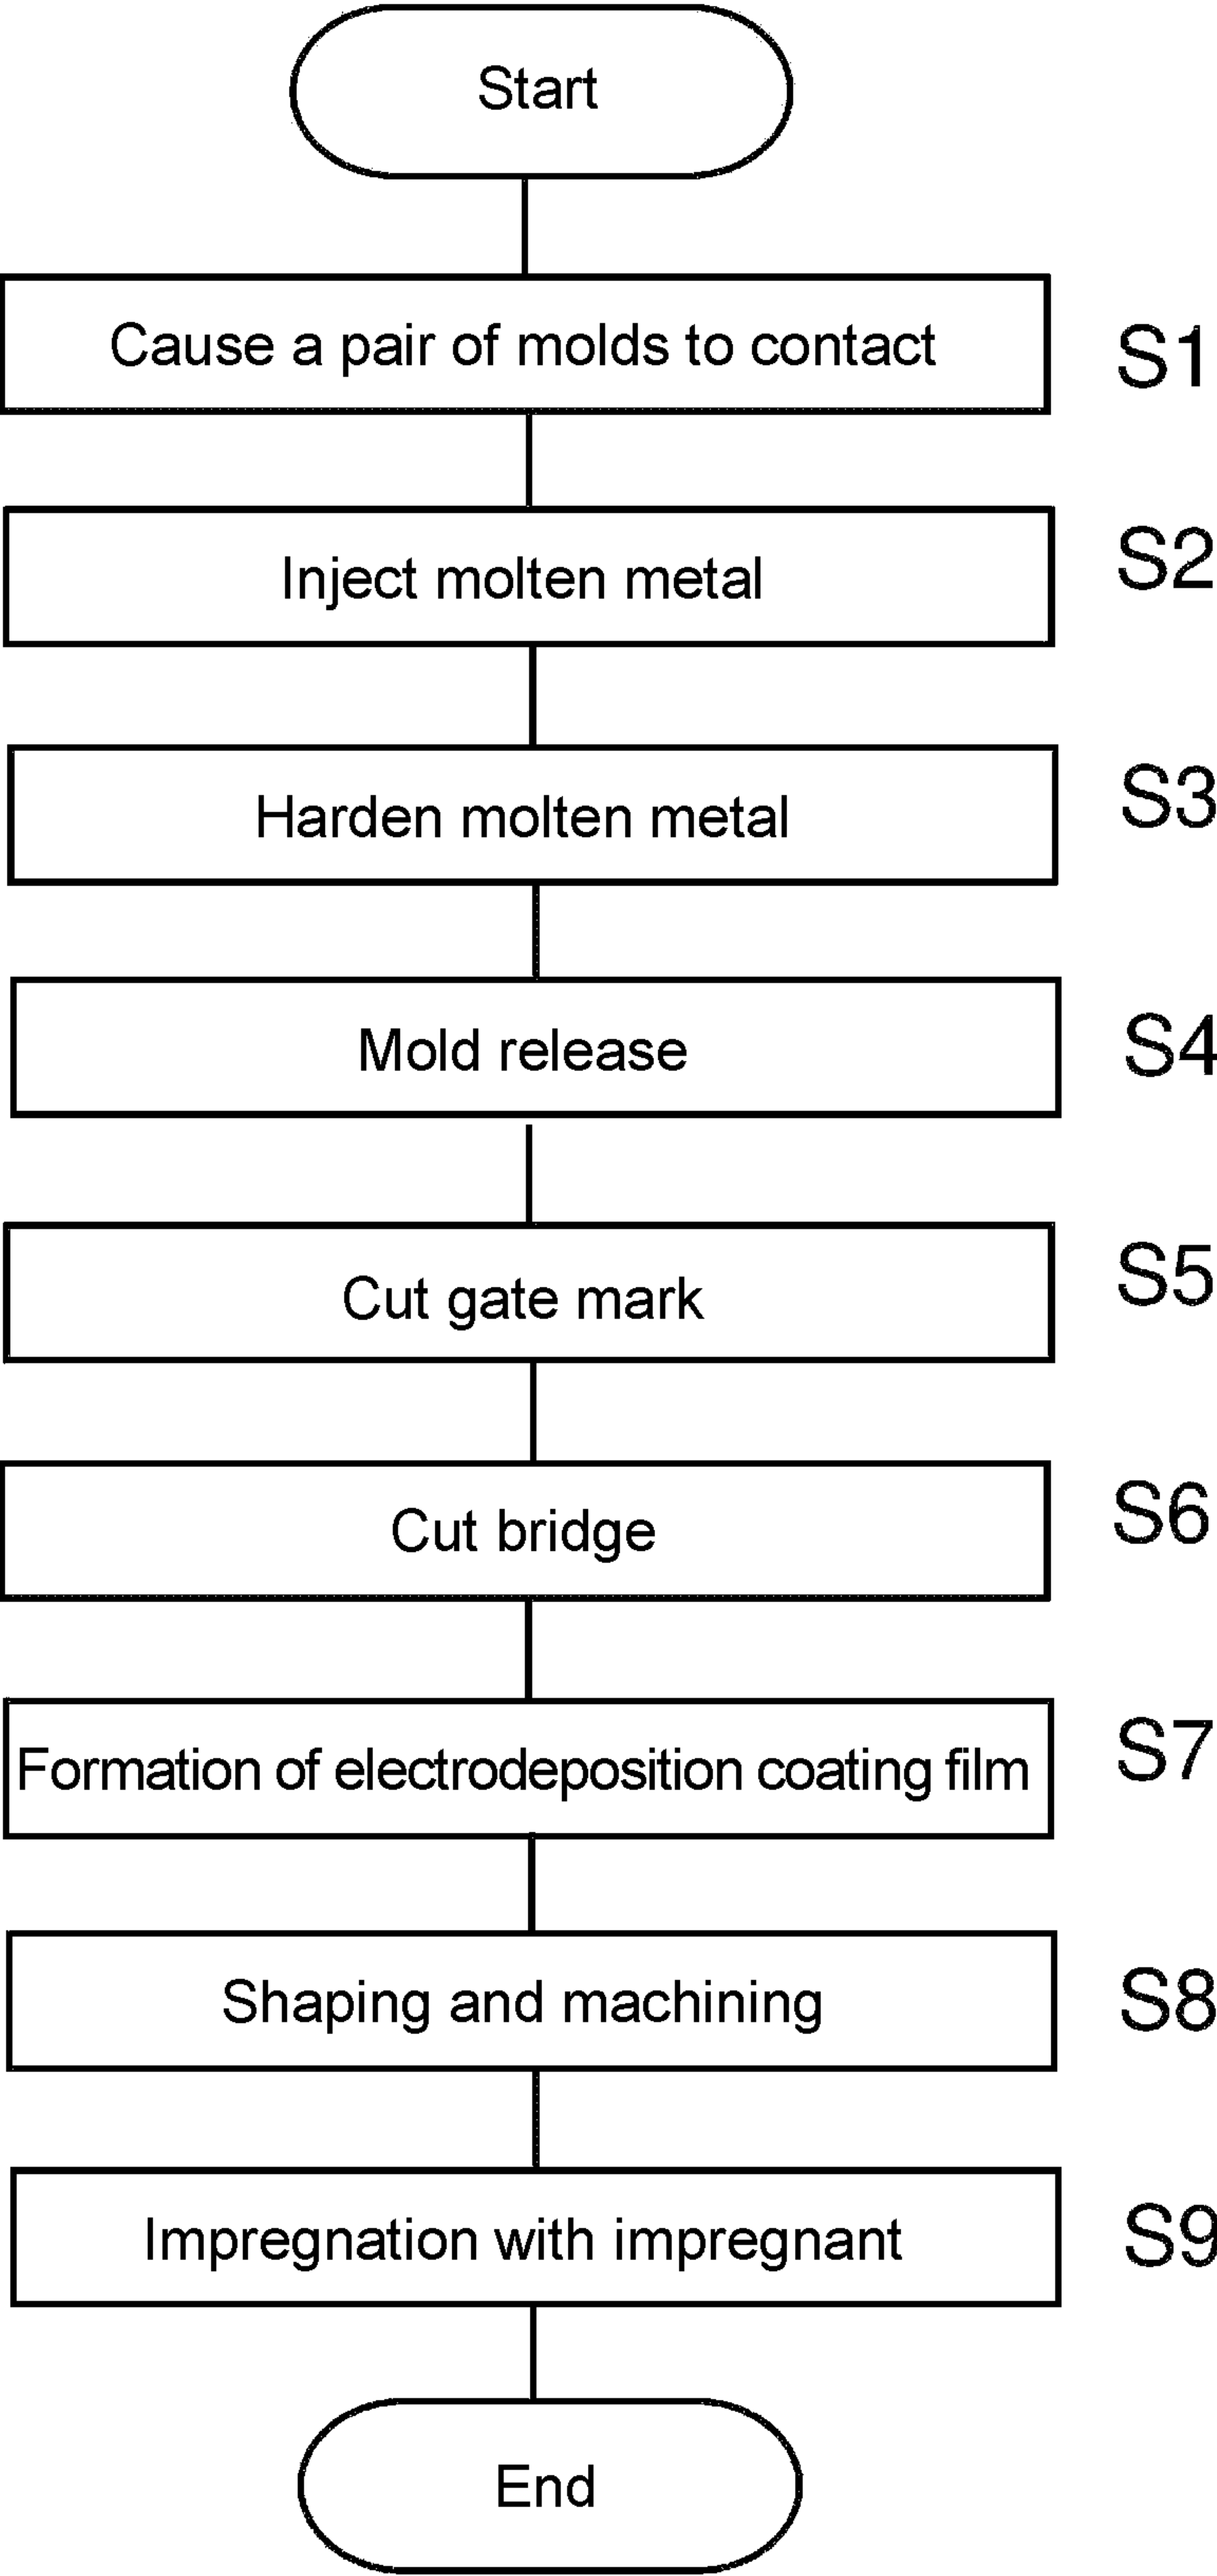 Start
Cause a pair of molds to contact
S1
Inject molten metal
S2
Harden molten metal
S3
Mold release
S4
Cut gate mark
S5
Cut bridge
S6
Formation of electrodeposition coating film
S7
Shaping and machining
S8
Impregnation with impregnant
S9
End